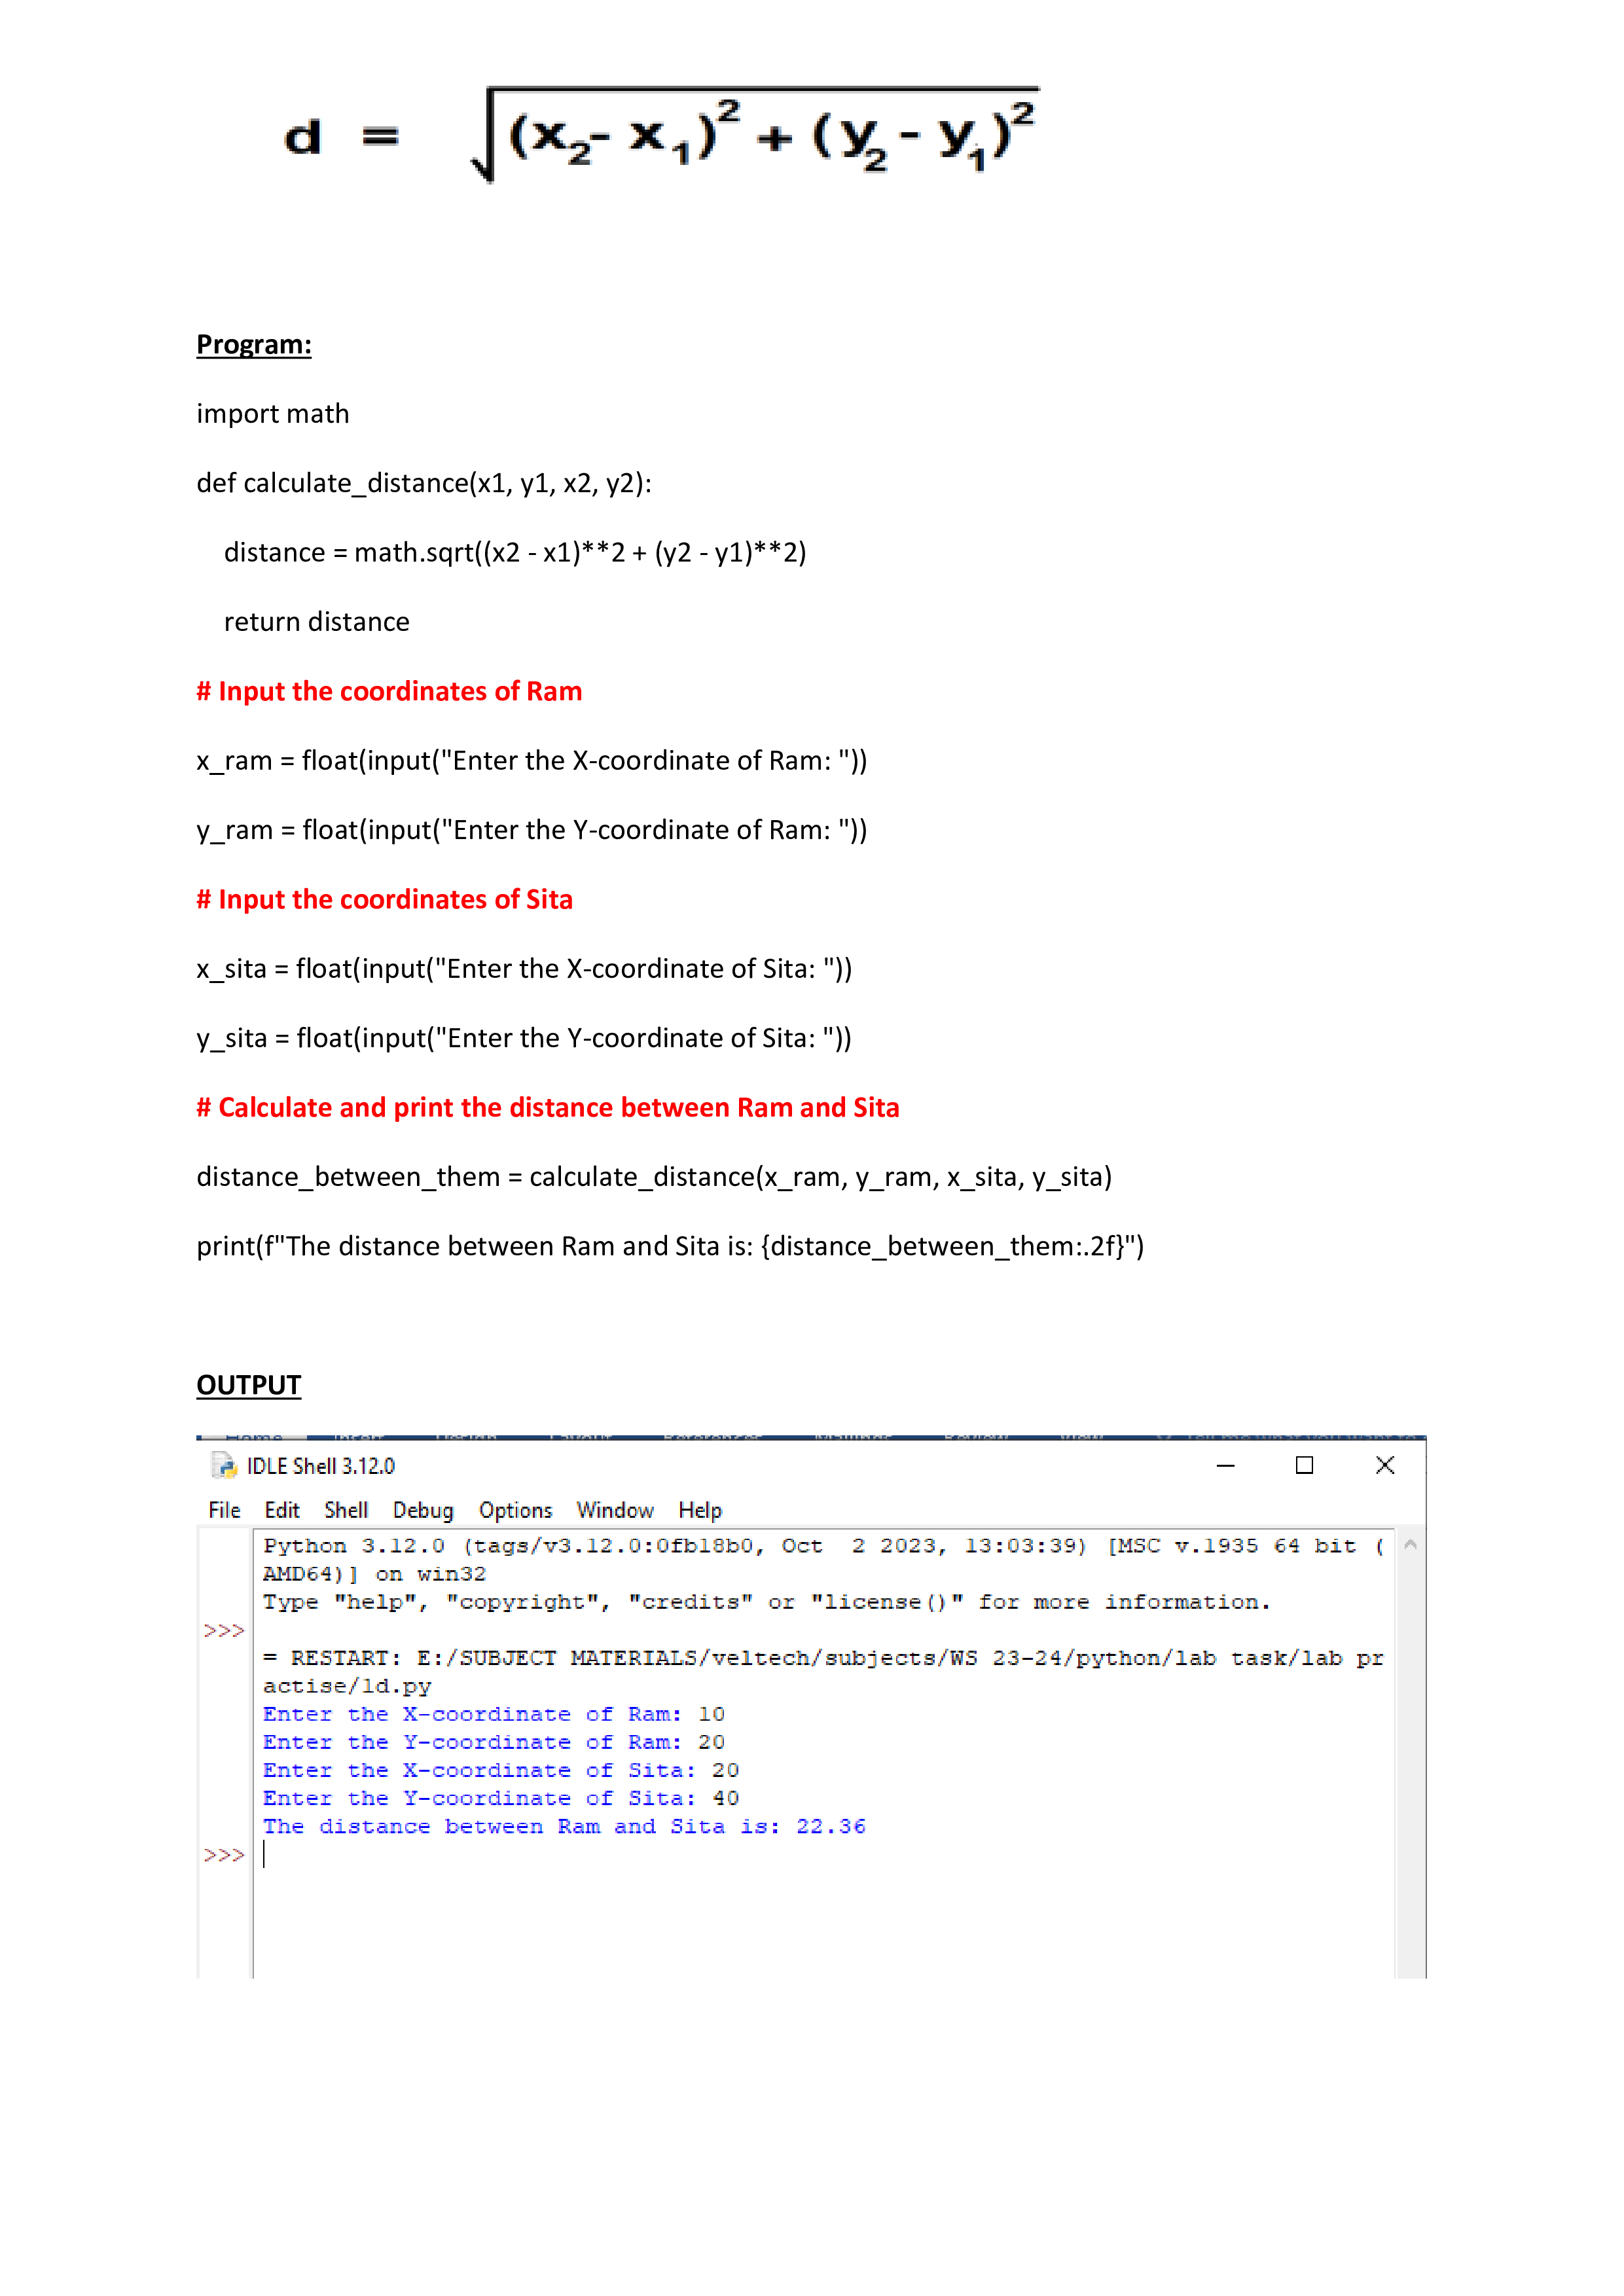 d = √(x₂- x₁)² + (y₂ - y₁)²
Program:
import math
def calculate_distance(x1, y1, x2, y2):
distance = math.sqrt((x2 - x1)**2 + (y2 - y1)**2)
return distance
# Input the coordinates of Ram
x_ram = float(input("Enter the X-coordinate of Ram: "))
y_ram = float(input("Enter the Y-coordinate of Ram: "))
# Input the coordinates of Sita
x_sita = float(input("Enter the X-coordinate of Sita: "))
y_sita = float(input("Enter the Y-coordinate of Sita: "))
# Calculate and print the distance between Ram and Sita
distance_between_them = calculate_distance(x_ram, y_ram, x_sita, y_sita)
print(f"The distance between Ram and Sita is: {distance_between_them:.2f}")
OUTPUT
IDLE Shell 3.12.0
File Edit Shell Debug Options Window Help
Python 3.12.0 (tags/v3.12.0:0fb18b0, Oct 2 2023, 13:03:39) [MSC v.1935 64 bit (
AMD64)] on win32
Type "help", "copyright", "credits" or "license()" for more information.
>>>
= RESTART: E:/SUBJECT MATERIALS/veltech/subjects/WS 23-24/python/lab task/lab pr
actise/1d.py
Enter the X-coordinate of Ram: 10
Enter the Y-coordinate of Ram: 20
Enter the X-coordinate of Sita: 20
Enter the Y-coordinate of Sita: 40
The distance between Ram and Sita is: 22.36
>>>